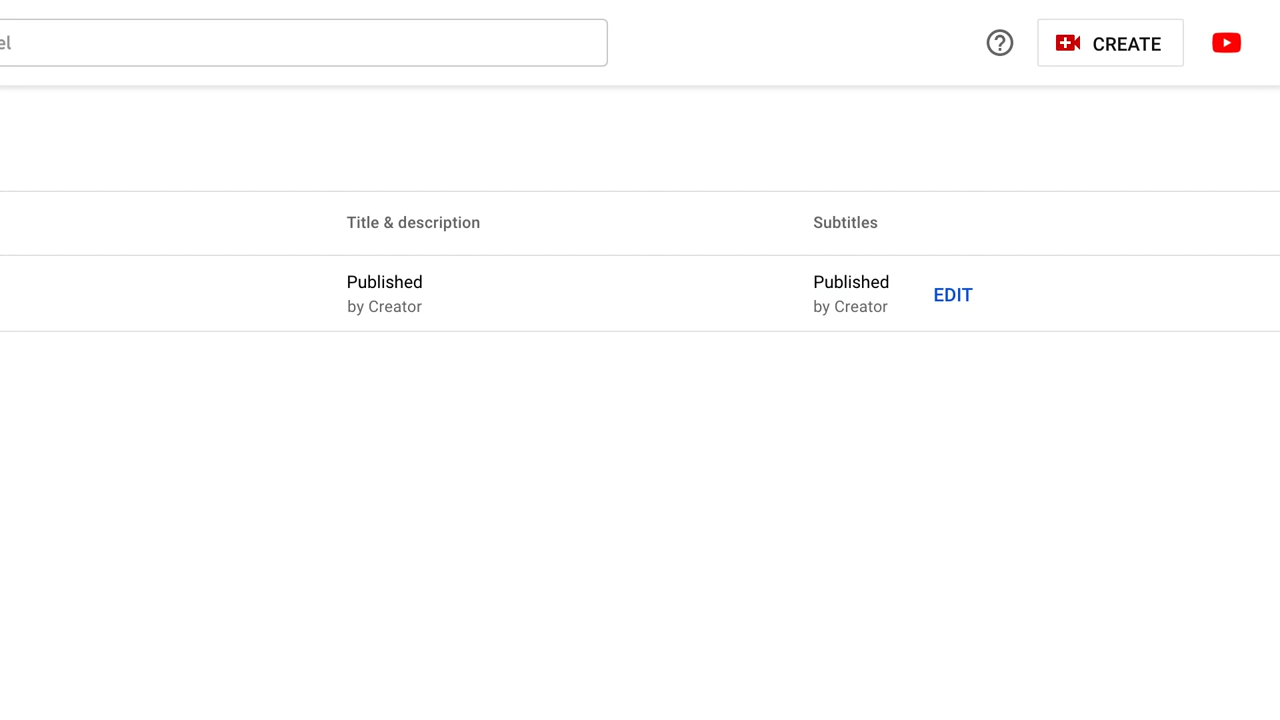 el
CREATE
Title & description Subtitles
Published Published EDIT
by Creator by Creator